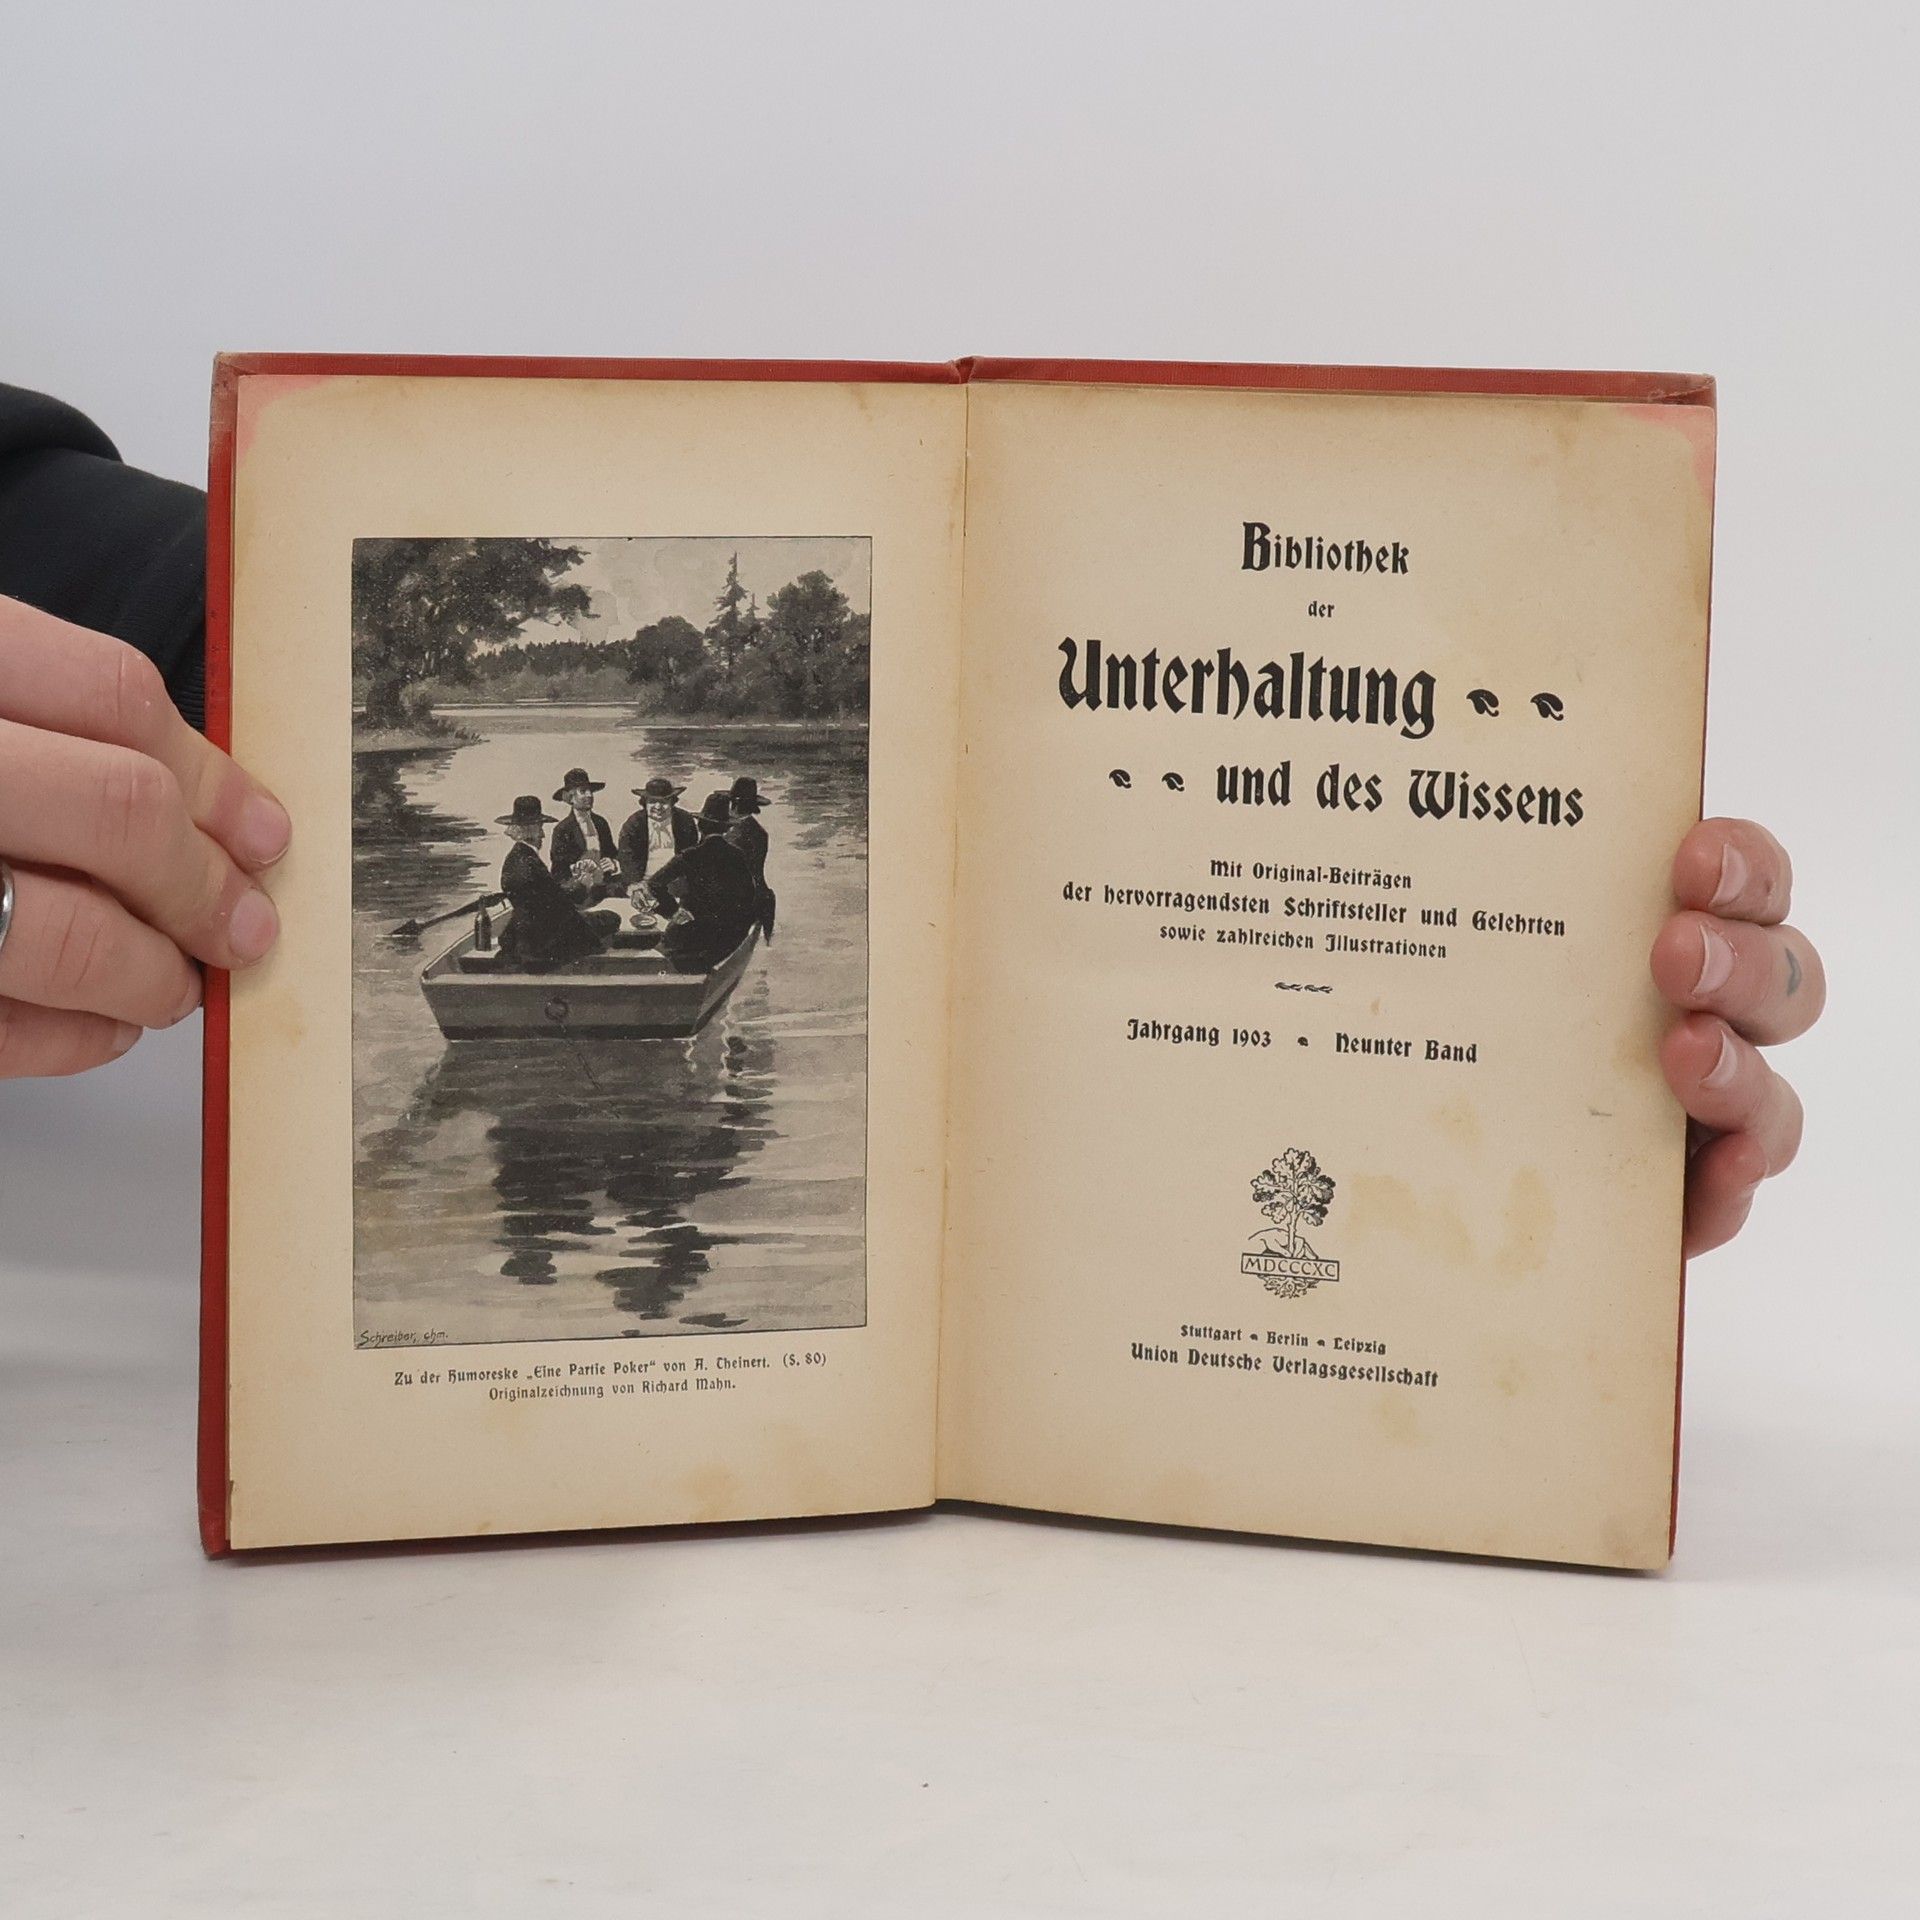 Schreiber, chm.
Zu der Humoreske „Eine Partie Poker“ von A. Theinert. (S. 80)
Originalzeichnung von Richard Mahn.
Bibliothek
der
Unterhaltung
und des Wissens
Mit Original-Beiträgen
der hervorragendsten Schriftsteller und Gelehrten
sowie zahlreichen Illustrationen
Jahrgang 1903 Neunter Band
MDCCCXC
Stuttgart Berlin Leipzig
Union Deutsche Verlagsgesellschaft